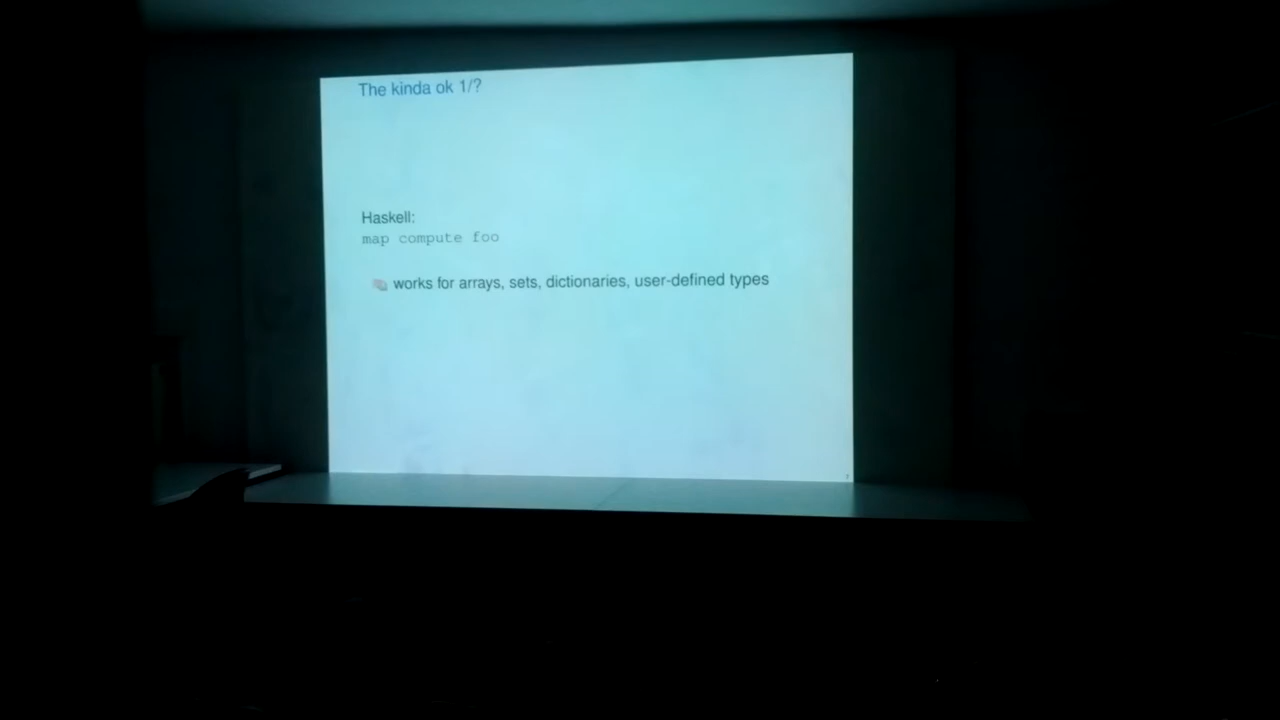 The kinda ok 1/?
Haskell:
map compute foo
works for arrays, sets, dictionaries, user-defined types